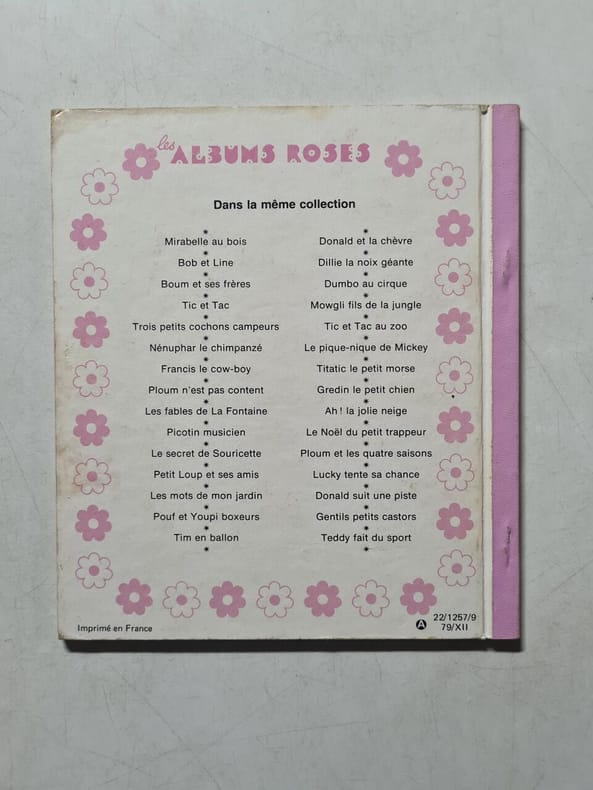 les ALBUMS ROSES
Dans la même collection
Mirabelle au bois
Bob et Line
Boum et ses frères
Tic et Tac
Trois petits cochons campeurs
Nénuphar le chimpanzé
Francis le cow-boy
Ploum n'est pas content
Les fables de La Fontaine
Picotin musicien
Le secret de Souricette
Petit Loup et ses amis
Les mots de mon jardin
Pouf et Youpi boxeurs
Tim en ballon
Donald et la chèvre
Dillie la noix géante
Dumbo au cirque
Mowgli fils de la jungle
Tic et Tac au zoo
Le pique-nique de Mickey
Titatic le petit morse
Gredin le petit chien
Ah ! la jolie neige
Le Noël du petit trappeur
Ploum et les quatre saisons
Lucky tente sa chance
Donald suit une piste
Gentils petits castors
Teddy fait du sport
Imprimé en France
A
22/1257/9
79/XII